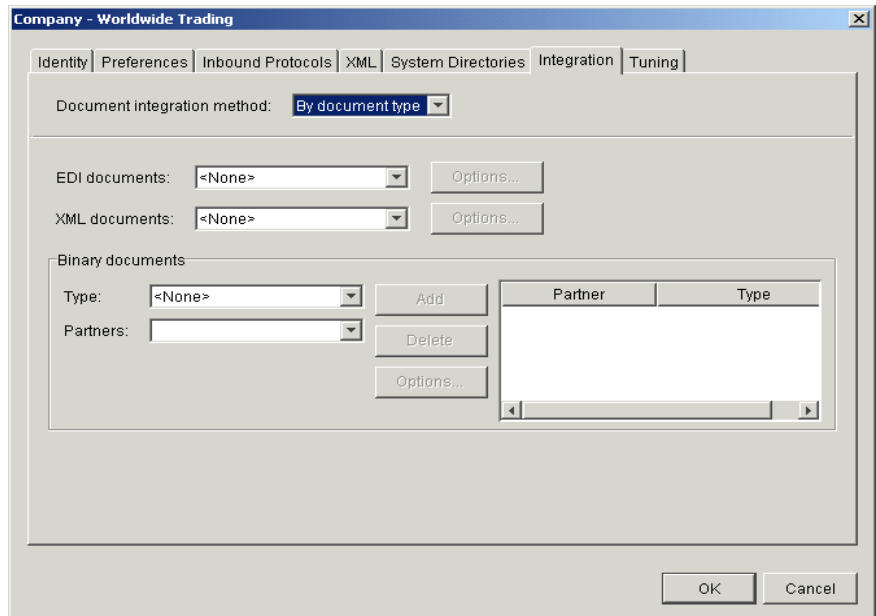 Company - Worldwide Trading
Identity Preferences Inbound Protocols XML System Directories Integration Tuning
Document integration method: By document type
EDI documents: <None> Options...
XML documents: <None> Options...
Binary documents
Type: <None> Add Partner Type
Partners: Delete
Options...
OK Cancel